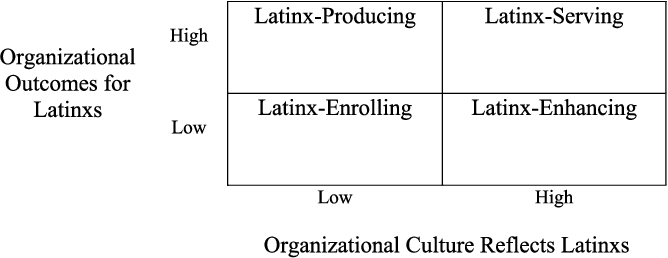 Latinx-Producing
Latinx-Serving
High
Organizational
Outcomes for
Latinxs
Latinx-Enrolling
Latinx-Enhancing
Low
Low
High
Organizational Culture Reflects Latinxs